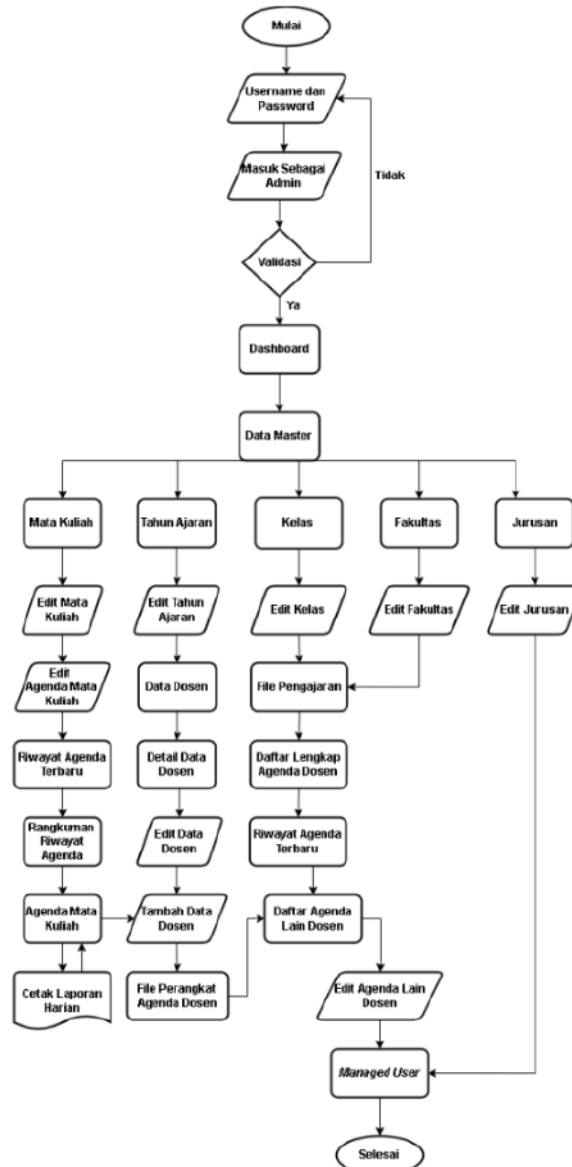 Mulai
Username dan
Password
Masuk Sebagai
Admin
Tidak
Validasi
Ya
Dashboard
Data Master
Mata Kuliah
Tahun Ajaran
Kelas
Fakultas
Jurusan
Edit Mata
Kuliah
Edit Tahun
Ajaran
Edit Kelas
Edit Fakultas
Edit Jurusan
Edit
Agenda Mata
Kuliah
Data Dosen
File Pengajaran
Riwayat Agenda
Terbaru
Detail Data
Dosen
Daftar Lengkap
Agenda Dosen
Rangkuman
Riwayat
Agenda
Edit Data
Dosen
Riwayat Agenda
Terbaru
Agenda Mata
Kuliah
Tambah Data
Dosen
Daftar Agenda
Lain Dosen
Cetak Laporan
Harian
File Perangkat
Agenda Dosen
Edit Agenda Lain
Dosen
Managed User
Selesai